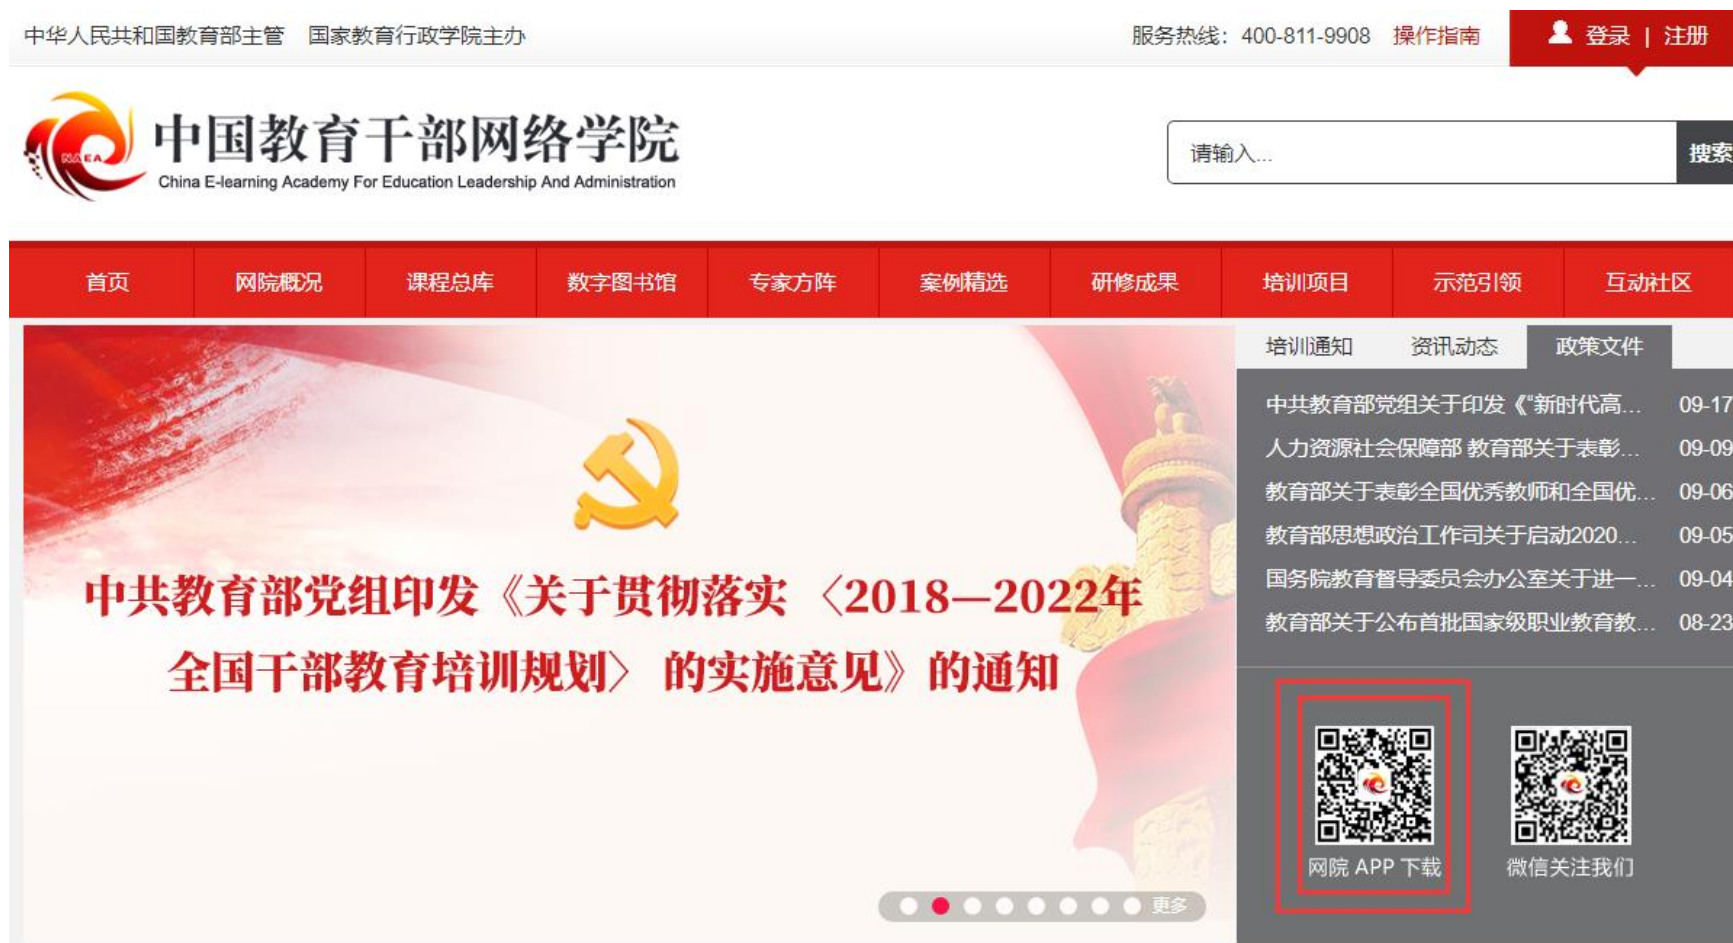 中华人民共和国教育部主管 国家教育行政学院主办
服务热线：400-811-9908 操作指南 登录 | 注册
NAEA
中国教育干部网络学院
China E-learning Academy For Education Leadership And Administration
请输入... 搜索
首页 网院概况 课程总库 数字图书馆 专家方阵 案例精选 研修成果 培训项目 示范引领 互动社区
中共教育部党组印发《关于贯彻落实 〈2018—2022年
全国干部教育培训规划〉 的实施意见》的通知
更多
培训通知 资讯动态 政策文件
中共教育部党组关于印发《“新时代高... 09-17
人力资源社会保障部 教育部关于表彰... 09-09
教育部关于表彰全国优秀教师和全国优... 09-06
教育部思想政治工作司关于启动2020... 09-05
国务院教育督导委员会办公室关于进一... 09-04
教育部关于公布首批国家级职业教育教... 08-23
网院 APP 下载 微信关注我们